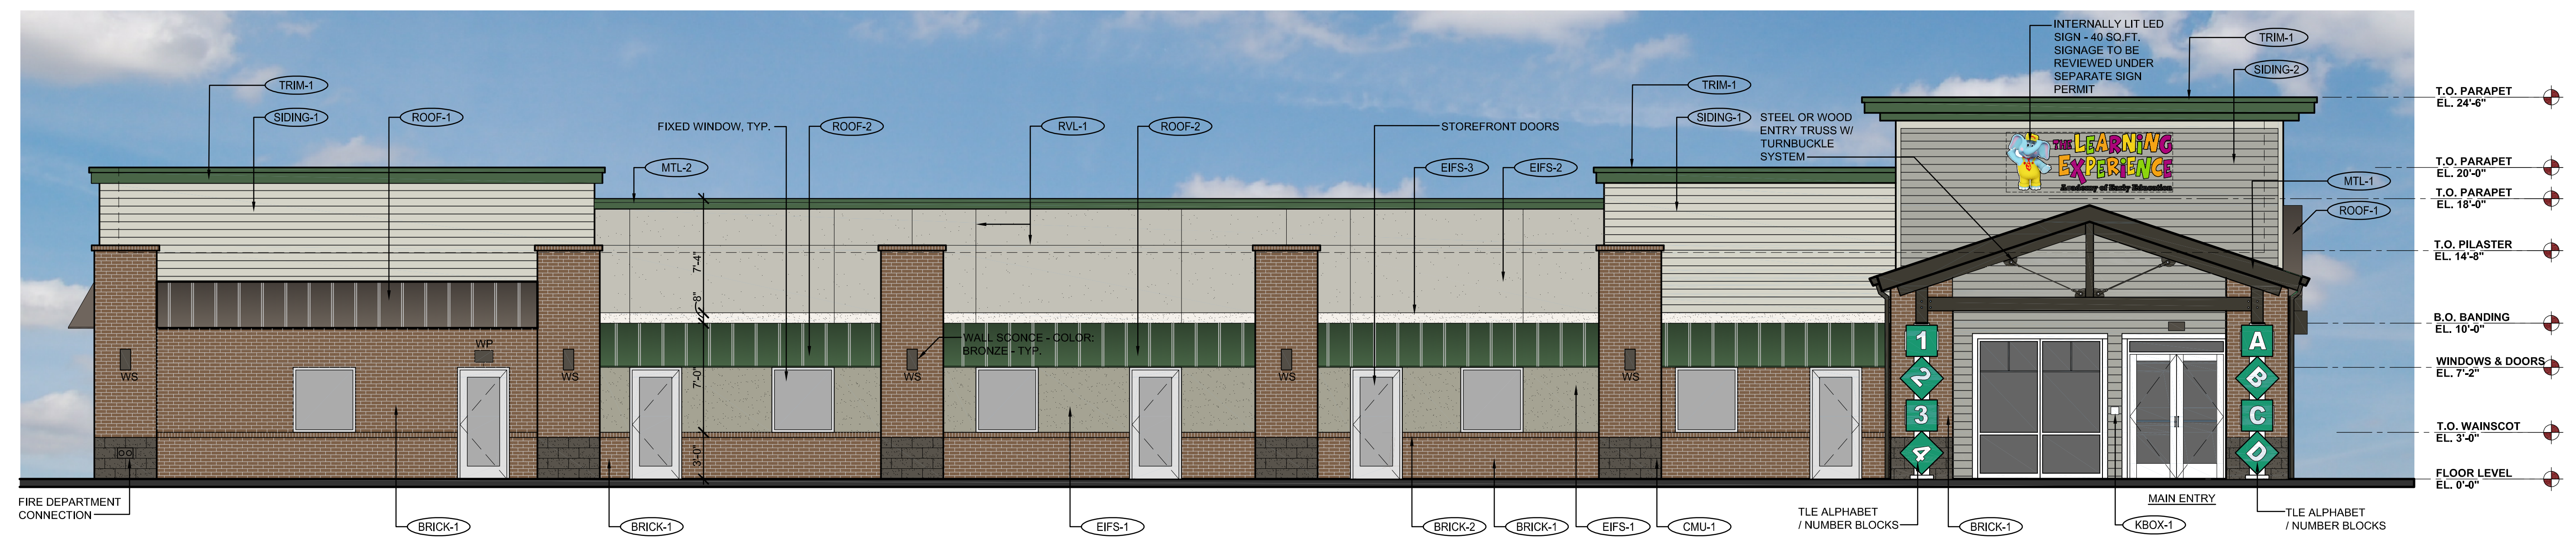 INTERNALLY LIT LED
SIGN - 40 SQ.FT.
SIGNAGE TO BE
REVIEWED UNDER
SEPARATE SIGN
PERMIT
TRIM-1
SIDING-2
TRIM-1
SIDING-1
ROOF-1
FIXED WINDOW, TYP.
ROOF-2
RVL-1
ROOF-2
STOREFRONT DOORS
TRIM-1
SIDING-1
STEEL OR WOOD
ENTRY TRUSS W/
TURNBUCKLE
SYSTEM
MTL-2
EIFS-3
EIFS-2
THE LEARNING
EXPERIENCE
Academy of Early Education
MTL-1
ROOF-1
T.O. PARAPET
EL. 24'-6"
T.O. PARAPET
EL. 20'-0"
T.O. PARAPET
EL. 18'-0"
T.O. PILASTER
EL. 14'-8"
B.O. BANDING
EL. 10'-0"
WINDOWS & DOORS
EL. 7'-2"
T.O. WAINSCOT
EL. 3'-0"
FLOOR LEVEL
EL. 0'-0"
7'-4"
8"
7'-0"
3'-0"
WALL SCONCE - COLOR:
BRONZE - TYP.
WP
WS
WS
WS
WS
WS
1
2
3
4
A
B
C
D
FIRE DEPARTMENT
CONNECTION
BRICK-1
BRICK-1
EIFS-1
BRICK-2
BRICK-1
EIFS-1
CMU-1
TLE ALPHABET
/ NUMBER BLOCKS
BRICK-1
MAIN ENTRY
KBOX-1
TLE ALPHABET
/ NUMBER BLOCKS